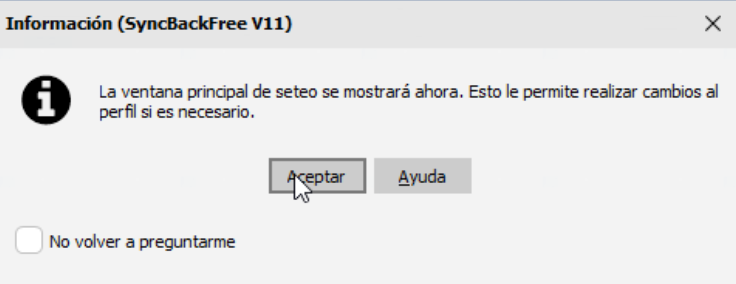 Información (SyncBackFree V11)
La ventana principal de seteo se mostrará ahora. Esto le permite realizar cambios al
perfil si es necesario.
Aceptar Ayuda
No volver a preguntarme